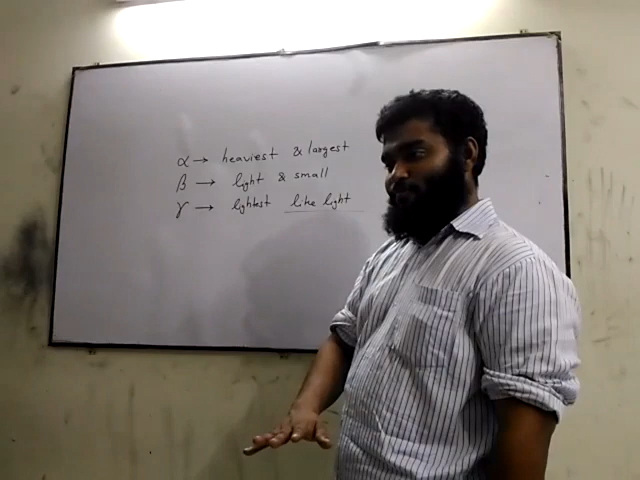 α → heaviest & largest
β → light & small
γ → lightest like light